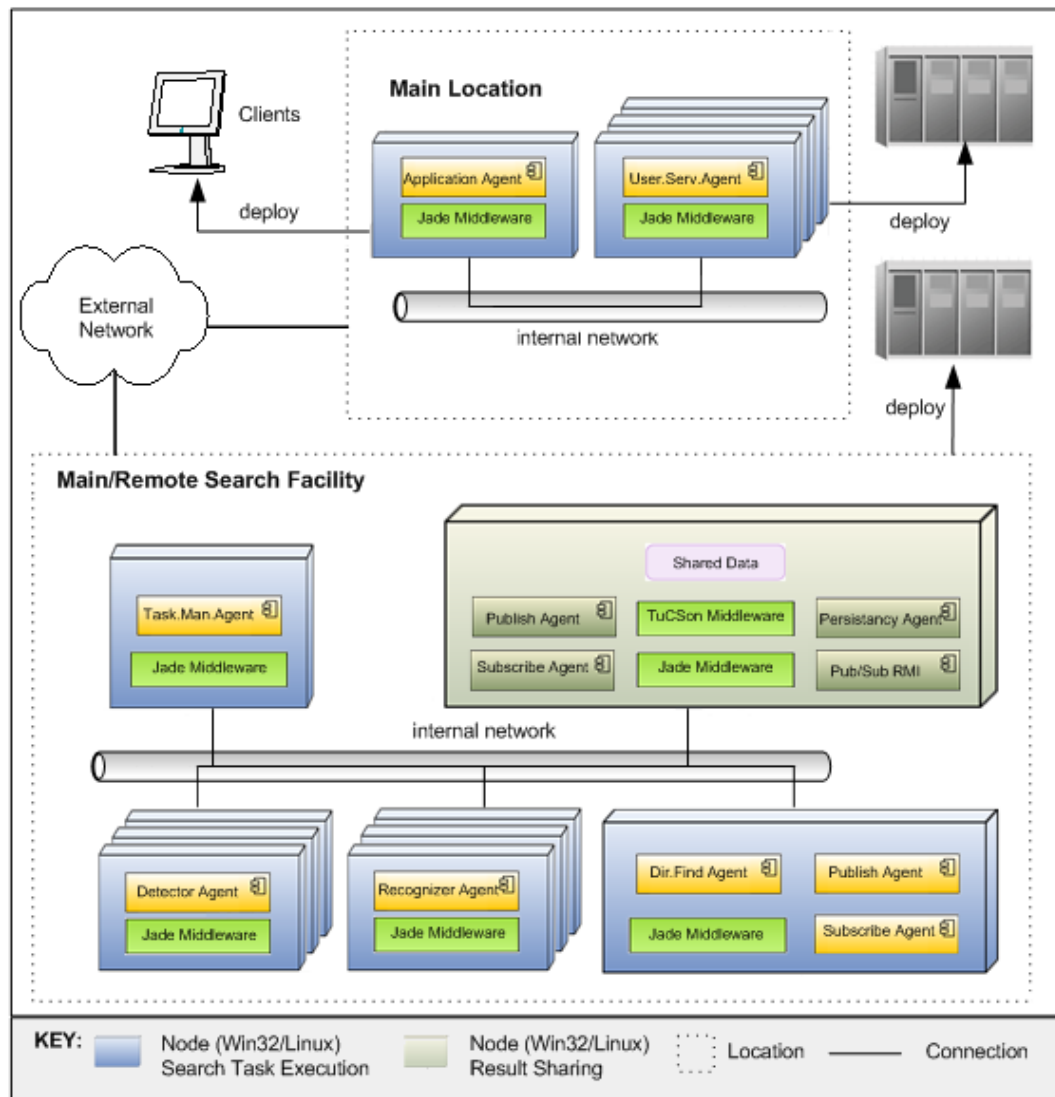 Main Location
Clients
Application Agent
Jade Middleware
User.Serv.Agent
Jade Middleware
deploy
deploy
External
Network
internal network
deploy
Main/Remote Search Facility
Shared Data
Task.Man.Agent
Jade Middleware
Publish Agent
TuCSon Middleware
Persistancy Agent
Subscribe Agent
Jade Middleware
Pub/Sub RMI
internal network
Detector Agent
Jade Middleware
Recognizer Agent
Jade Middleware
Dir.Find Agent
Publish Agent
Jade Middleware
Subscribe Agent
KEY:
Node (Win32/Linux)
Search Task Execution
Node (Win32/Linux)
Result Sharing
Location
Connection